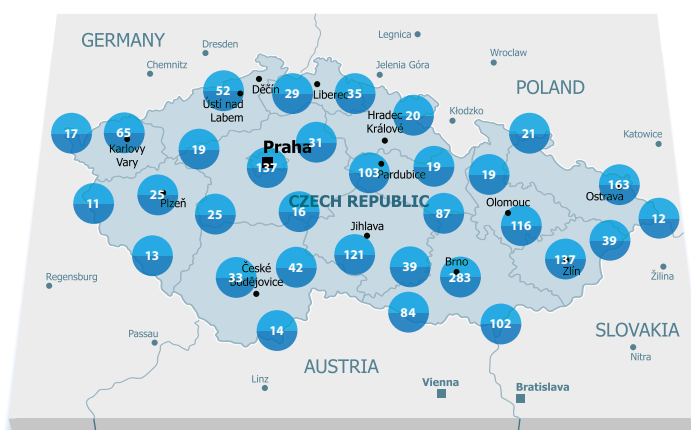 GERMANY
Dresden
Legnica
Wroclaw
Chemnitz
Jelenia Góra
POLAND
52
Děčín
29
Liberec
35
Ústí nad
Labem
Hradec
Králové
20
Kłodzko
17
65
Karlovy
Vary
19
Praha
31
21
Katowice
137
103
Pardubice
19
19
163
Ostrava
11
25
Plzeň
25
16
CZECH REPUBLIC
87
Olomouc
116
12
Jihlava
121
39
13
33
České
Budějovice
42
39
Brno
283
137
Zlín
Regensburg
Žilina
84
102
14
Passau
SLOVAKIA
Nitra
AUSTRIA
Linz
Vienna
Bratislava